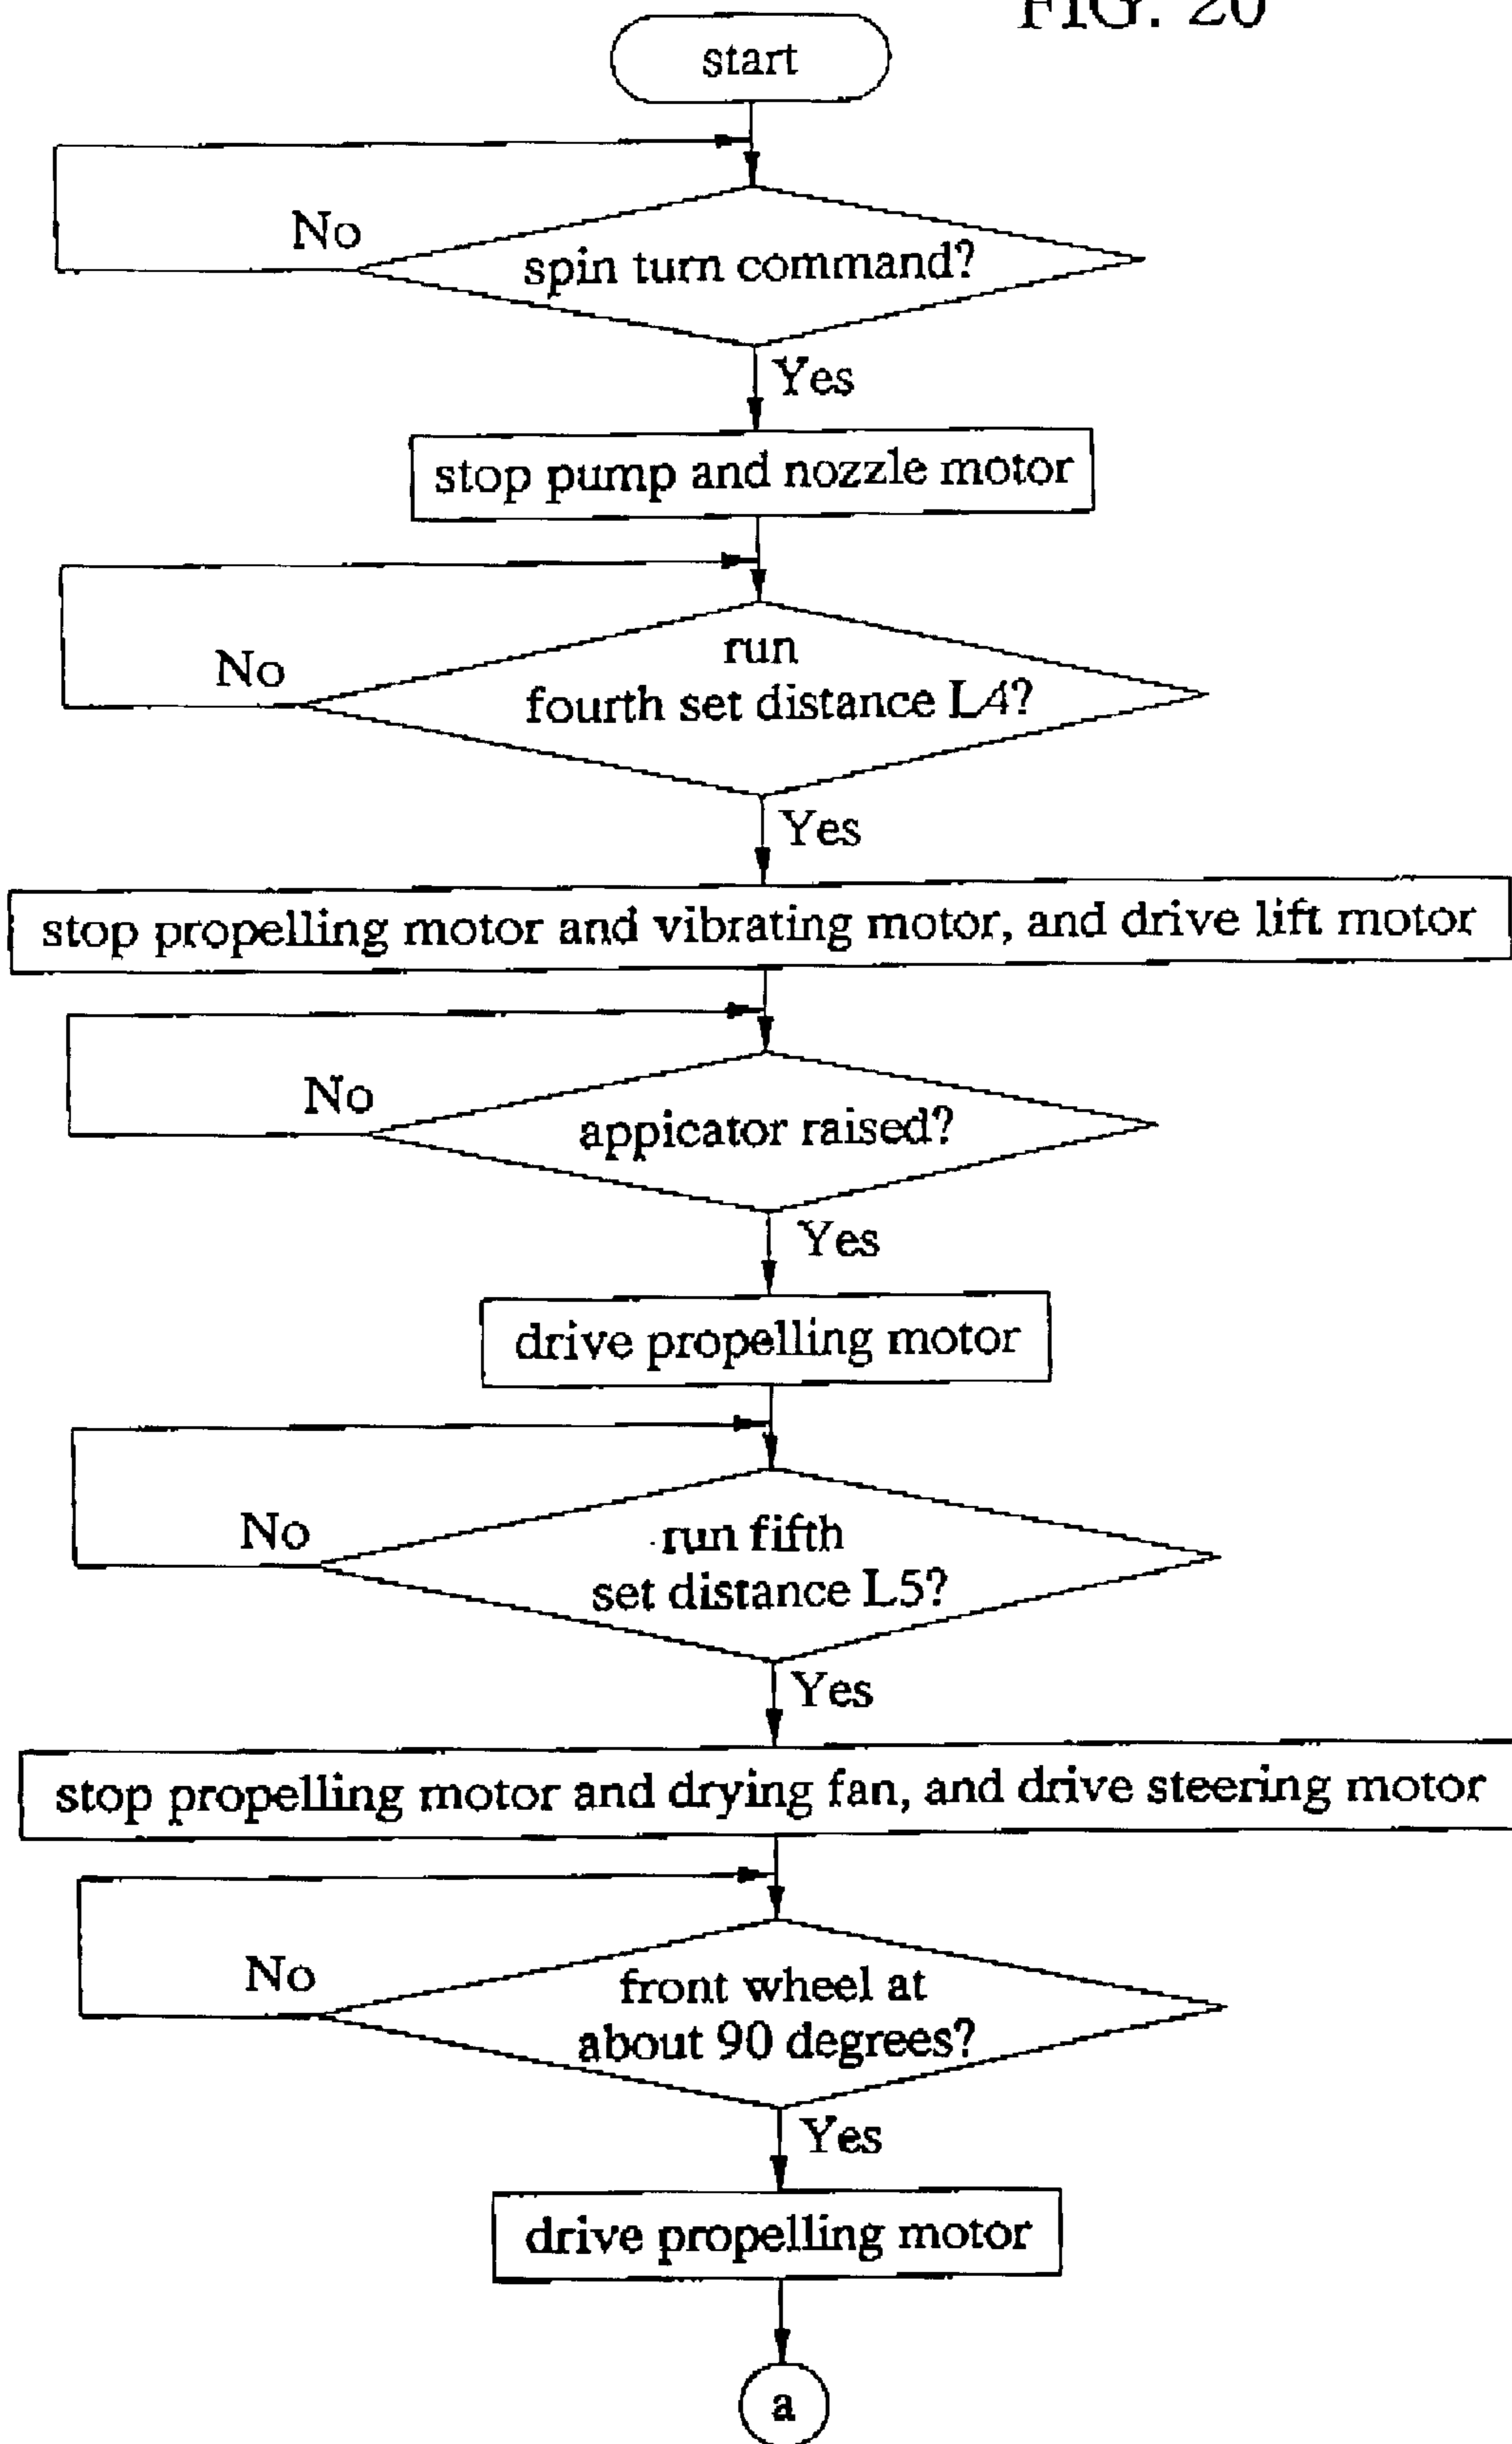 FIG. 20
start
No
spin turn command?
Yes
stop pump and nozzle motor
No
run
fourth set distance L4?
Yes
stop propelling motor and vibrating motor, and drive lift motor
No
appicator raised?
Yes
drive propelling motor
No
run fifth
set distance L5?
Yes
stop propelling motor and drying fan, and drive steering motor
No
front wheel at
about 90 degrees?
Yes
drive propelling motor
a